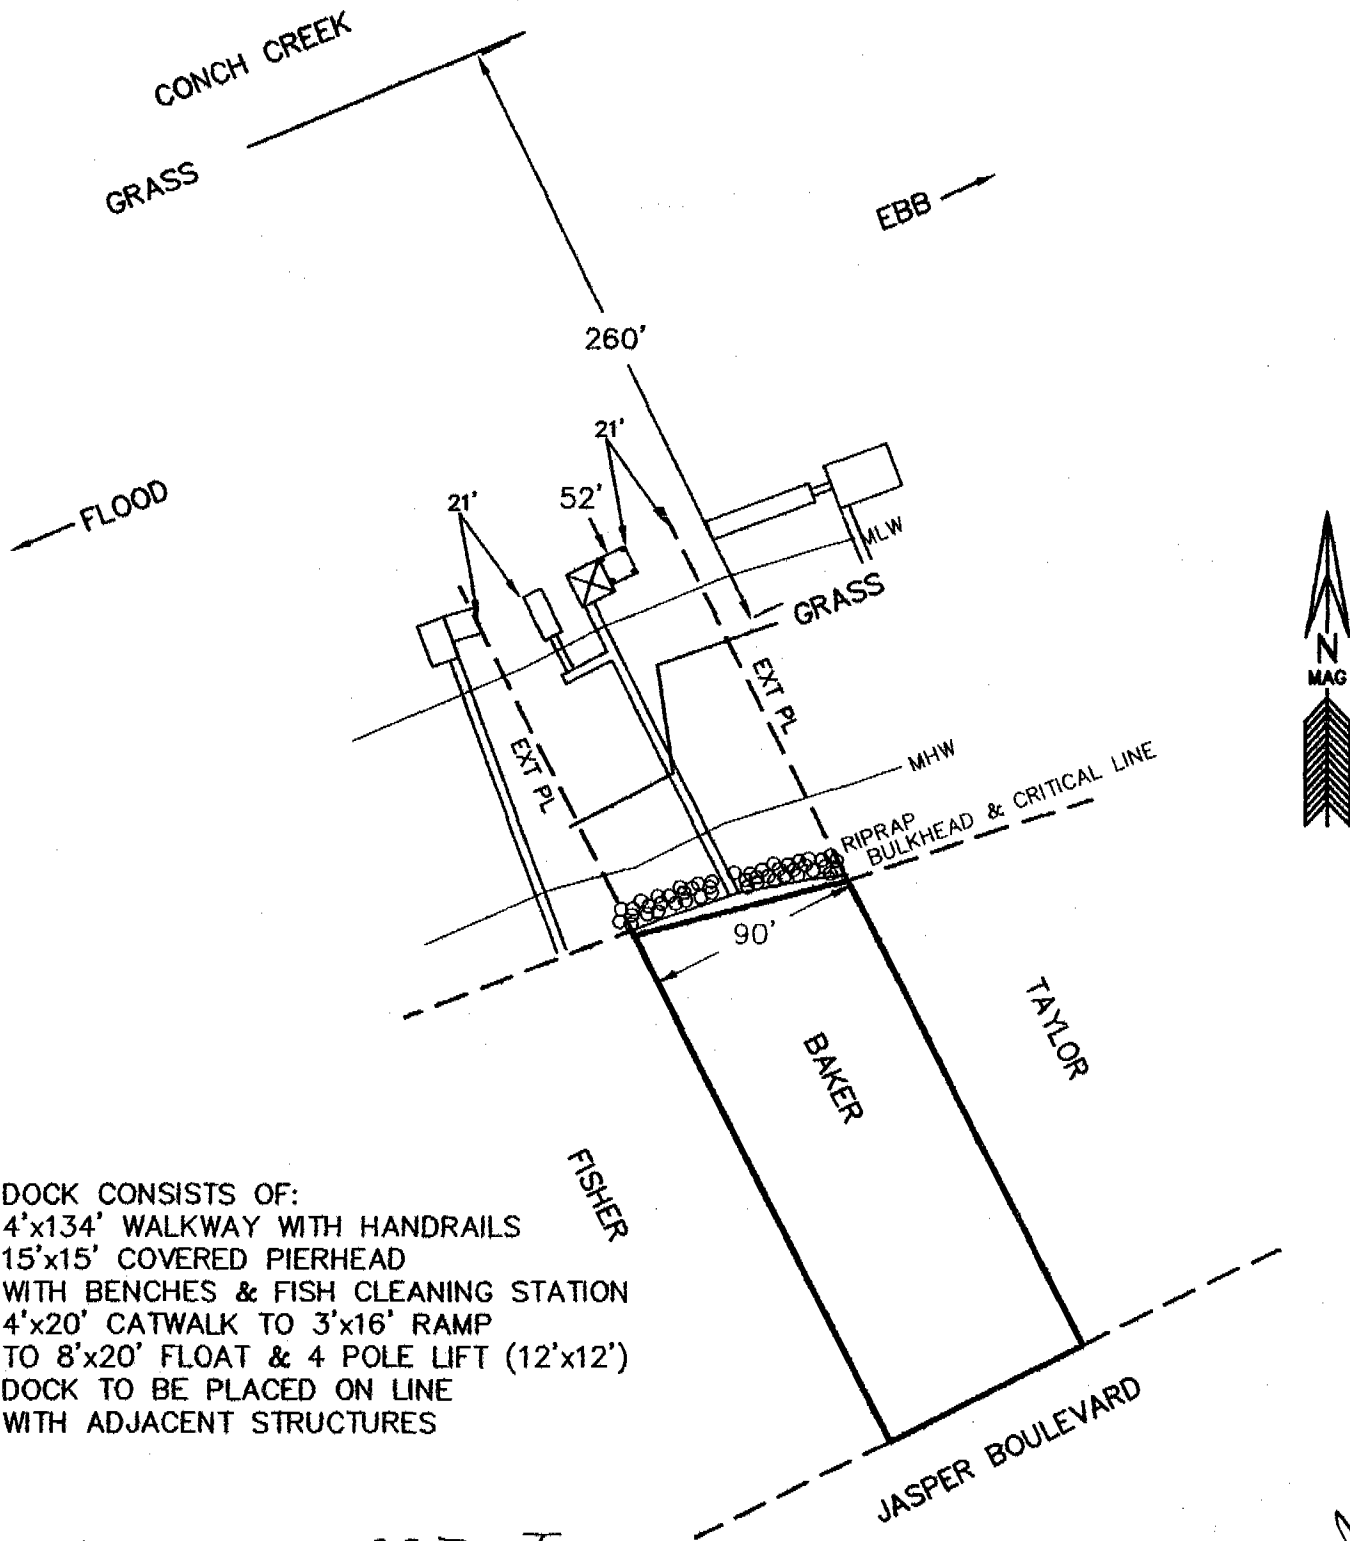 CONCH CREEK
GRASS
EBB
260'
21'
21'
52'
FLOOD
MLW
GRASS
N
MAG
EXT PL
EXT PL
MHW
RIPRAP
BULKHEAD & CRITICAL LINE
90'
TAYLOR
BAKER
FISHER
DOCK CONSISTS OF:
4'x134' WALKWAY WITH HANDRAILS
15'x15' COVERED PIERHEAD
WITH BENCHES & FISH CLEANING STATION
4'x20' CATWALK TO 3'x16' RAMP
TO 8'x20' FLOAT & 4 POLE LIFT (12'x12')
DOCK TO BE PLACED ON LINE
WITH ADJACENT STRUCTURES
JASPER BOULEVARD